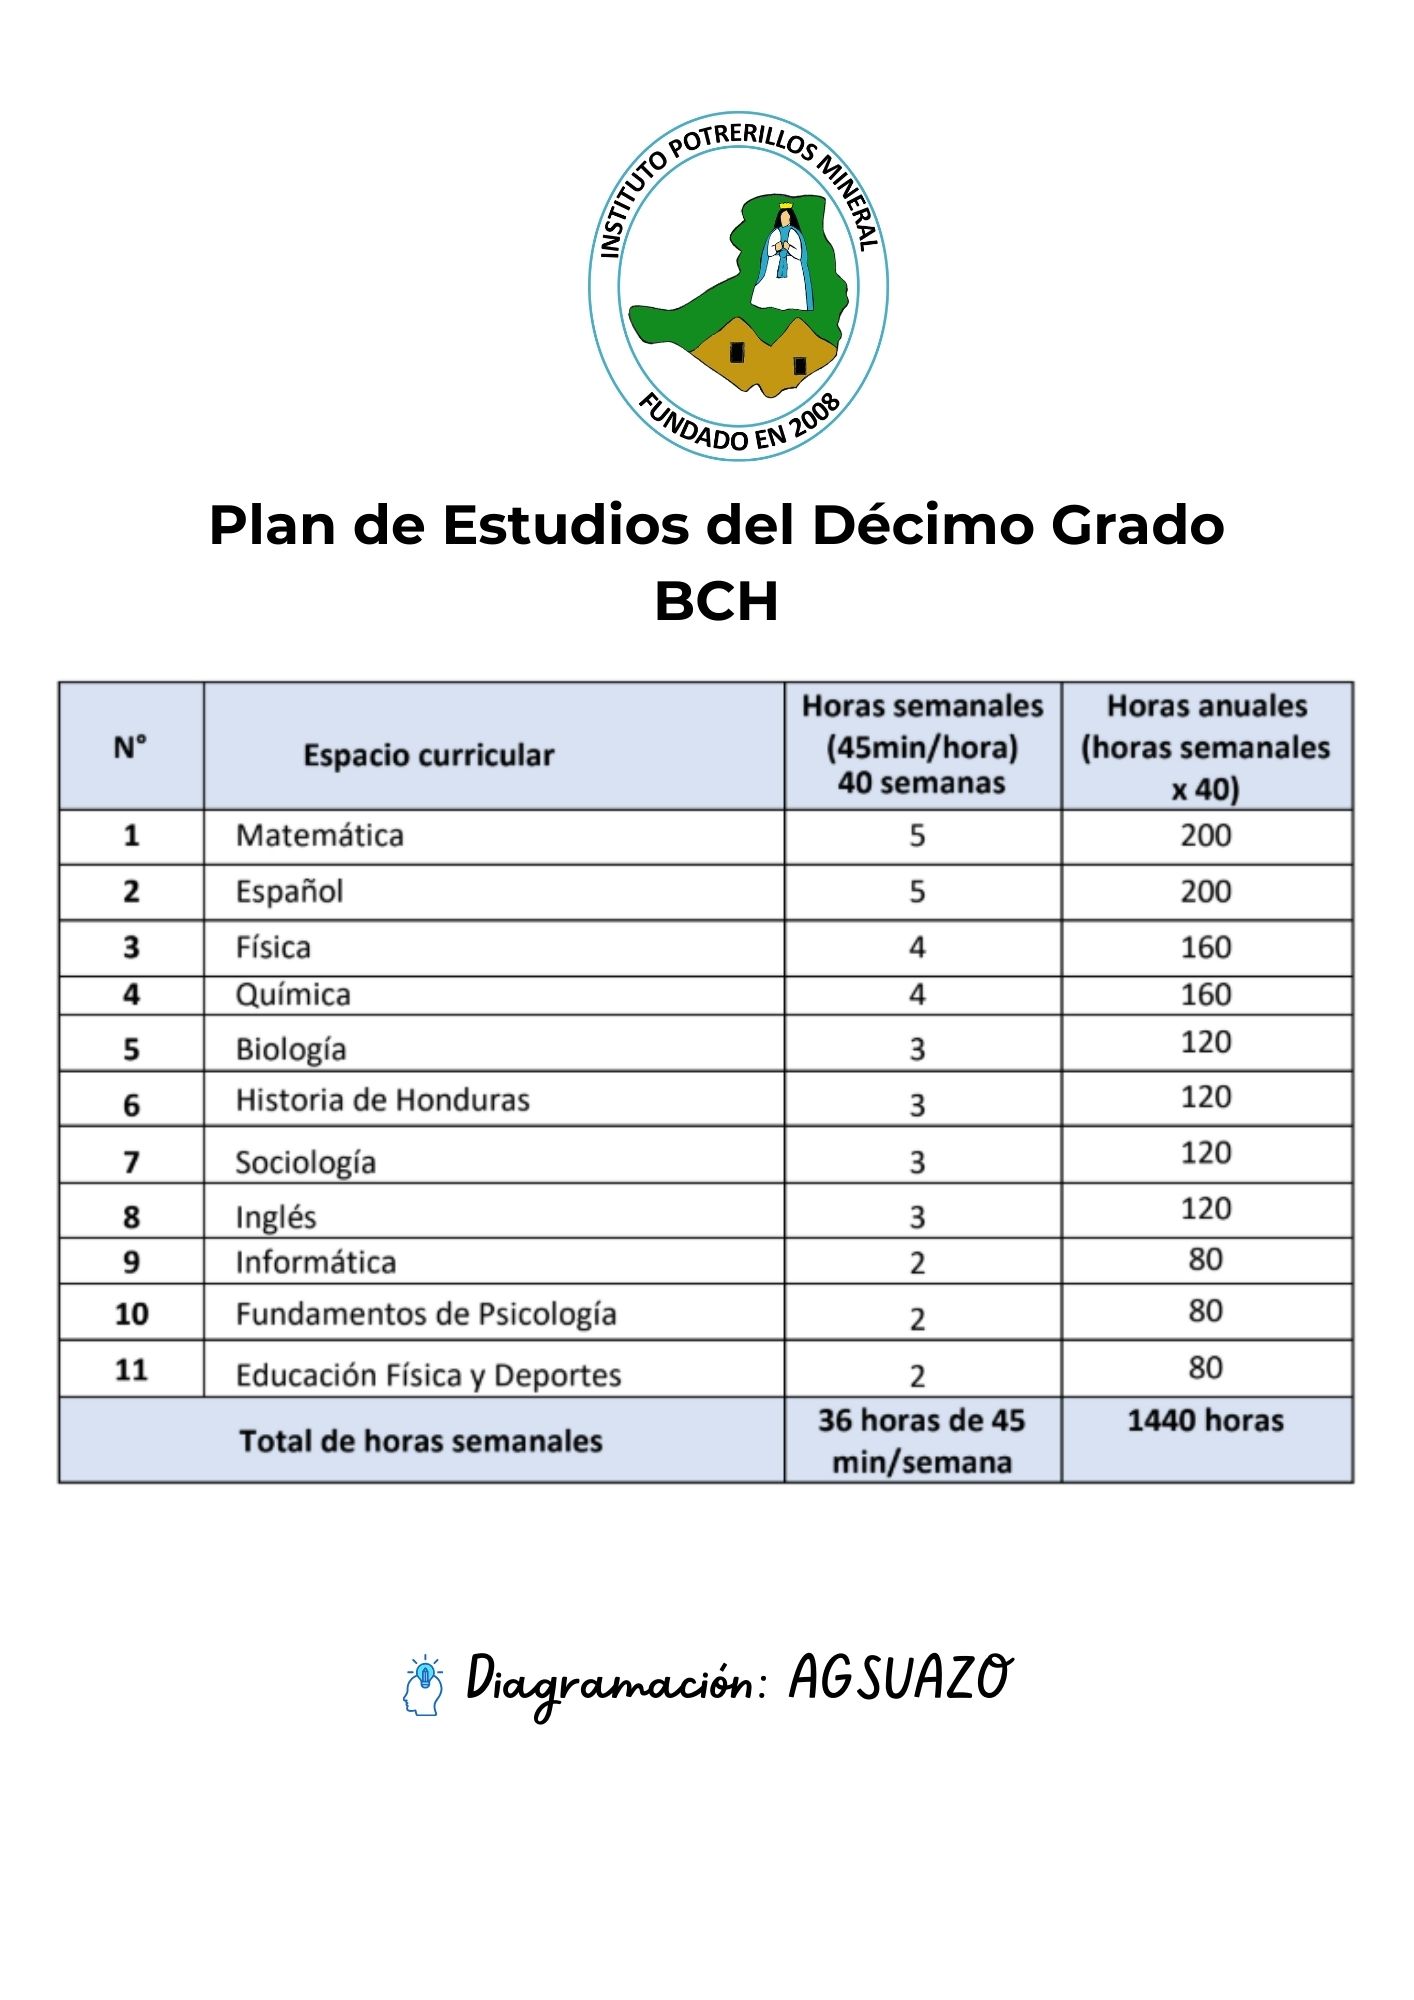 INSTITUTO POTRERILLOS MINERAL
FUNDADO EN 2008
Plan de Estudios del Décimo Grado
BCH
N° Espacio curricular Horas semanales (45min/hora) 40 semanas Horas anuales (horas semanales x 40)
1 Matemática 5 200
2 Español 5 200
3 Física 4 160
4 Química 4 160
5 Biología 3 120
6 Historia de Honduras 3 120
7 Sociología 3 120
8 Inglés 3 120
9 Informática 2 80
10 Fundamentos de Psicología 2 80
11 Educación Física y Deportes 2 80
Total de horas semanales 36 horas de 45 min/semana 1440 horas
Diagramación: AGSUAZO